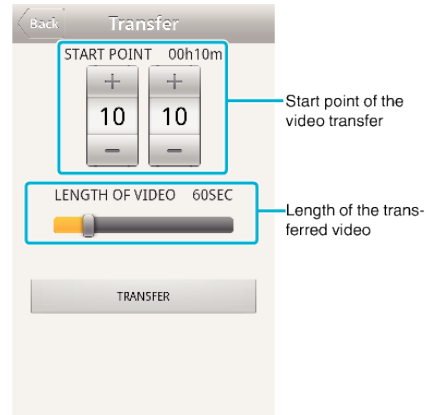 Back Transfer
START POINT 00h10m
+ +
10 10
- -
Start point of the
video transfer
LENGTH OF VIDEO 60SEC
Length of the trans-
ferred video
TRANSFER